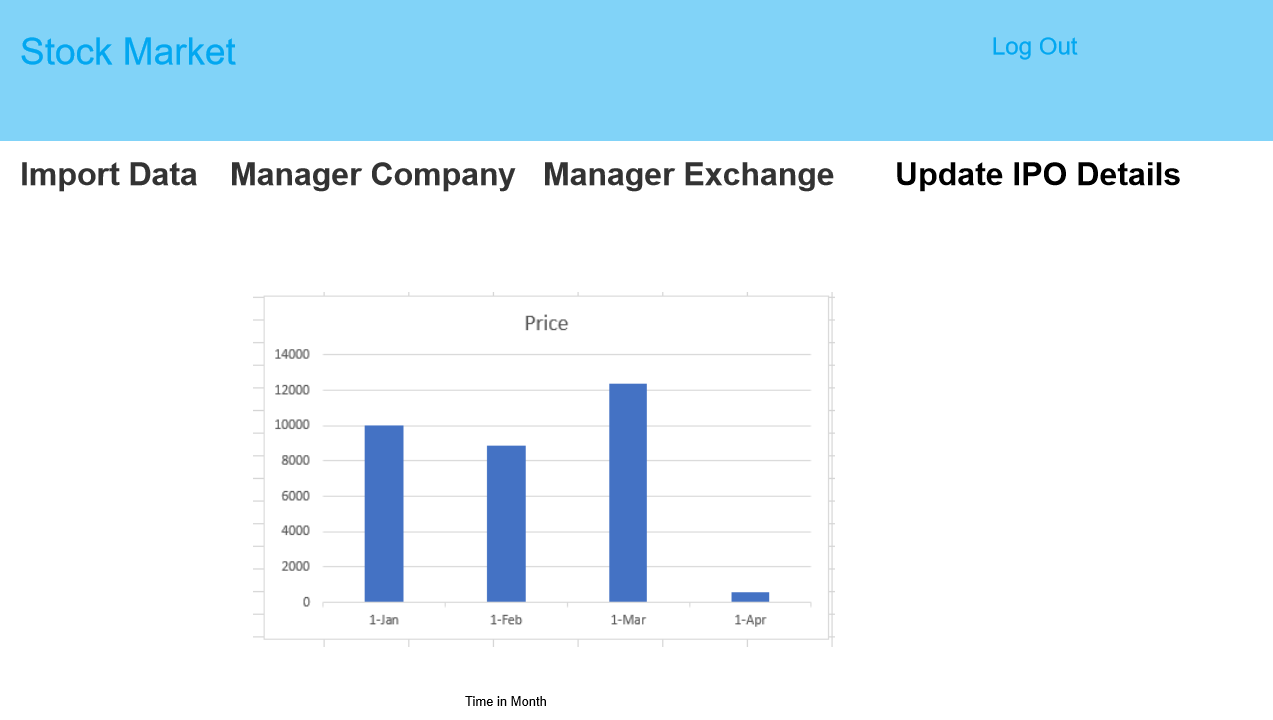 Stock Market
Log Out
Import Data Manager Company Manager Exchange Update IPO Details
Price
14000
12000
10000
8000
6000
4000
2000
0
1-Jan 1-Feb 1-Mar 1-Apr
Time in Month